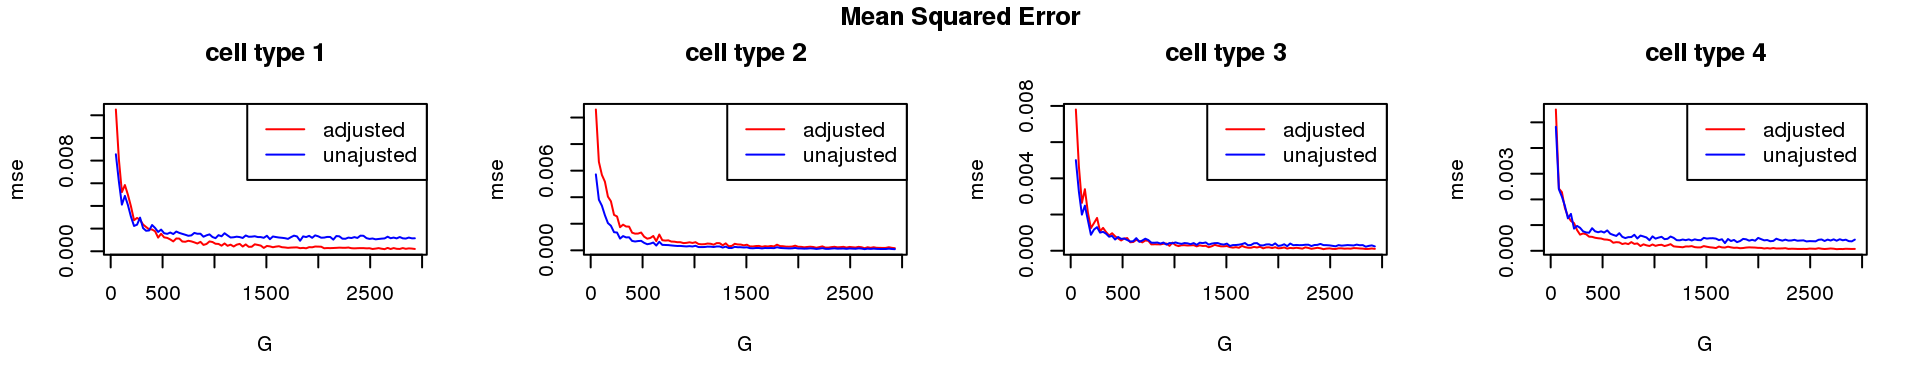 Mean Squared Error
cell type 1
mse
0.000 0.008
adjusted
unajusted
0 500 1500 2500
G
cell type 2
mse
0.000 0.006
adjusted
unajusted
0 500 1500 2500
G
cell type 3
mse
0.000 0.004 0.008
adjusted
unajusted
0 500 1500 2500
G
cell type 4
mse
0.000 0.003
adjusted
unajusted
0 500 1500 2500
G